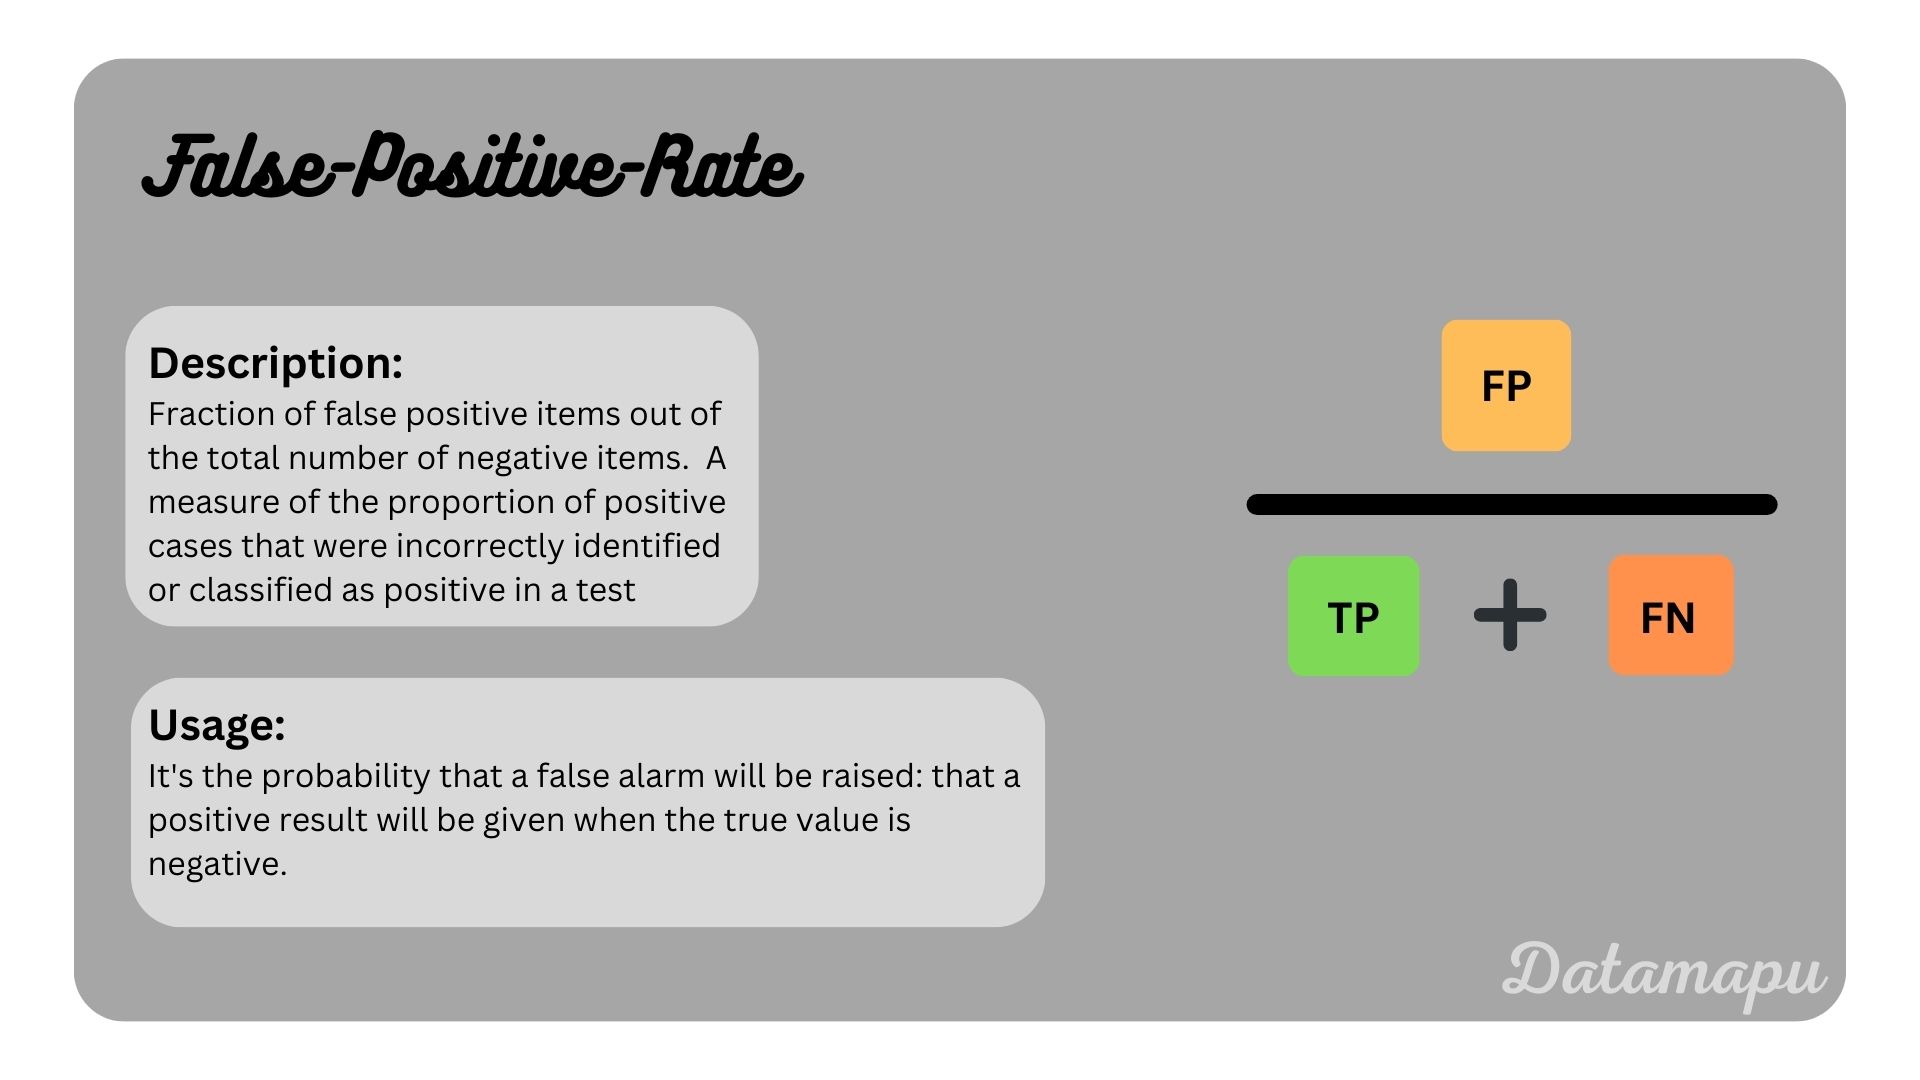 False-Positive-Rate
Description:
Fraction of false positive items out of
the total number of negative items.  A
measure of the proportion of positive
cases that were incorrectly identified
or classified as positive in a test
FP
TP + FN
Usage:
It's the probability that a false alarm will be raised: that a
positive result will be given when the true value is
negative.
Datamapu